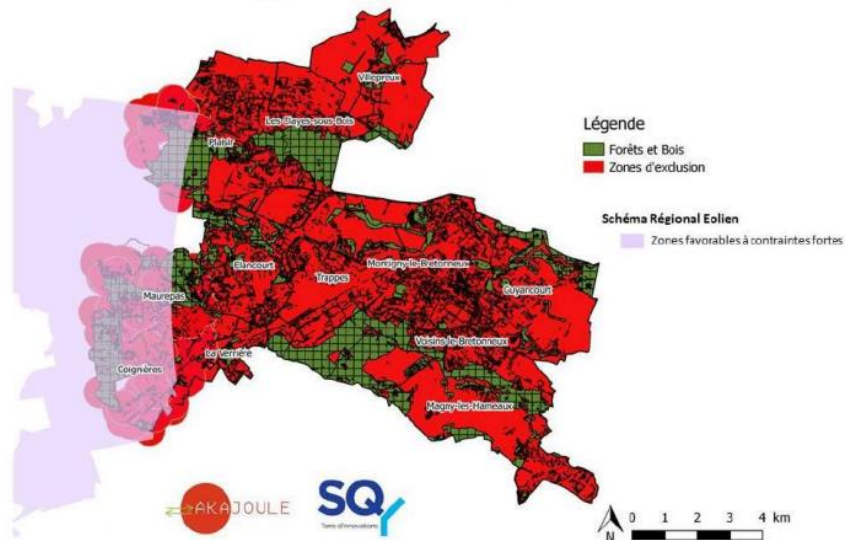 Villepreux
Les Clayes-sous-Bois
Plaisir
Légende
Forêts et Bois
Zones d'exclusion
Schéma Régional Eolien
Zones favorables à contraintes fortes
Elancourt
Maurepas
Trappes
Montigny-le-Bretonneux
Guyancourt
La Verrière
Voisins-le-Bretonneux
Coignières
Magny-les-Hameaux
AKAJOULE
SQY
Terre d'innovations
N
0 1 2 3 4 km